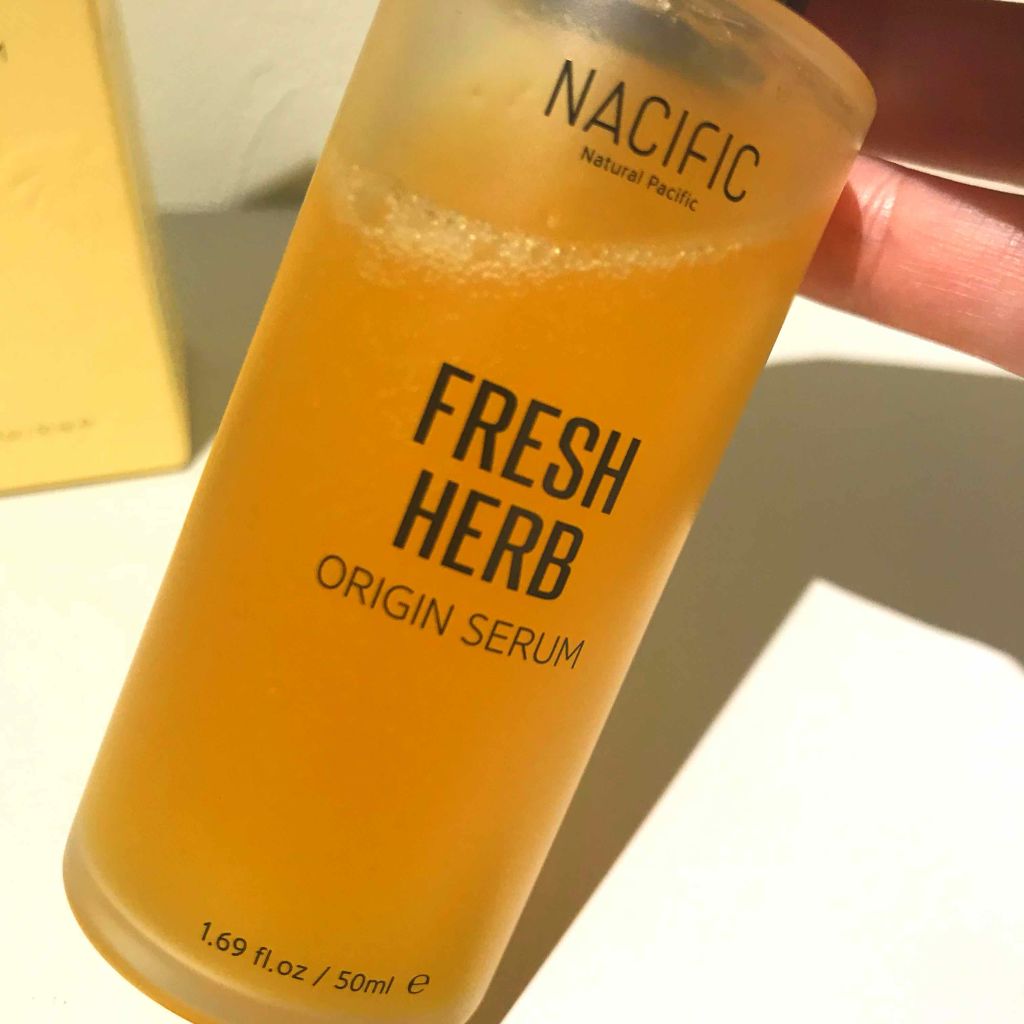 NACIFIC
Natural Pacific
FRESH
HERB
ORIGIN SERUM
1.69 fl.oz / 50ml ℮